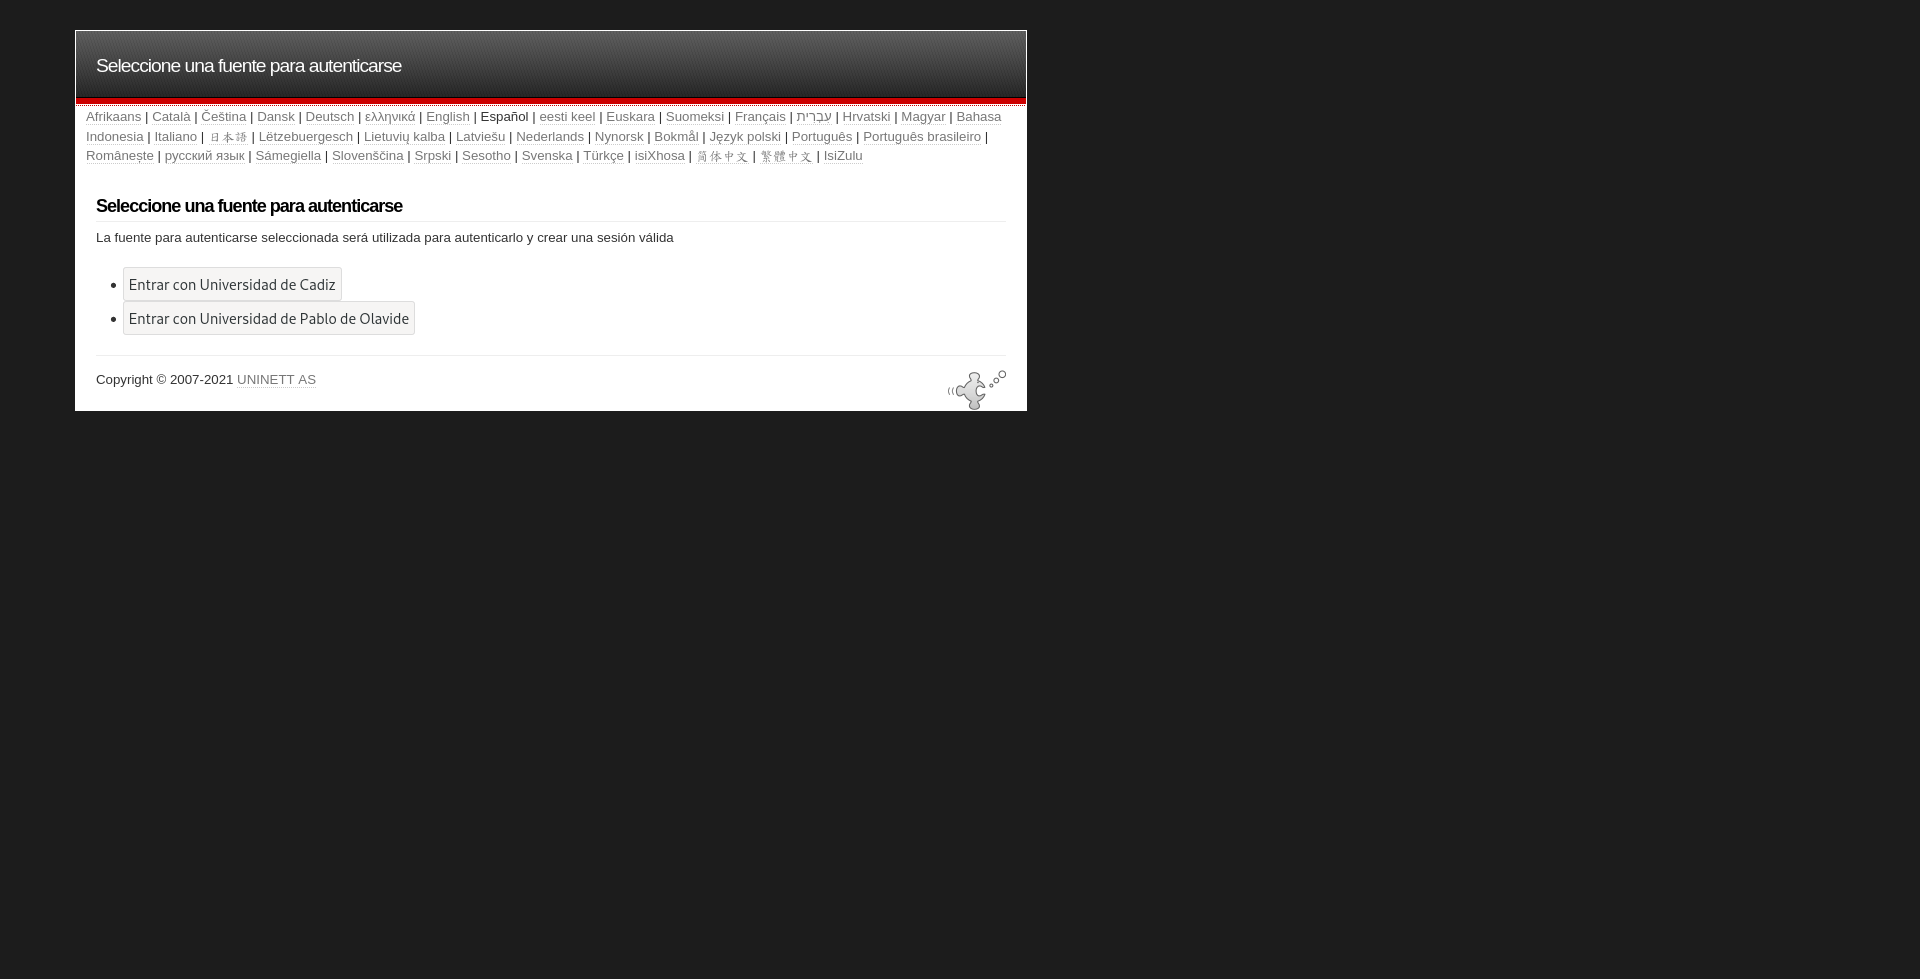 Seleccione una fuente para autenticarse
Afrikaans | Català | Čeština | Dansk | Deutsch | ελληνικά | English | Español | eesti keel | Euskara | Suomeksi | Français | עִבְרִית | Hrvatski | Magyar | Bahasa
Indonesia | Italiano | 日本語 | Lëtzebuergesch | Lietuvių kalba | Latviešu | Nederlands | Nynorsk | Bokmål | Język polski | Português | Português brasileiro |
Românește | русский язык | Sámegiella | Slovenščina | Srpski | Sesotho | Svenska | Türkçe | isiXhosa | 简体中文 | 繁體中文 | IsiZulu
Seleccione una fuente para autenticarse
La fuente para autenticarse seleccionada será utilizada para autenticarlo y crear una sesión válida
• Entrar con Universidad de Cadiz
• Entrar con Universidad de Pablo de Olavide
Copyright © 2007-2021 UNINETT AS